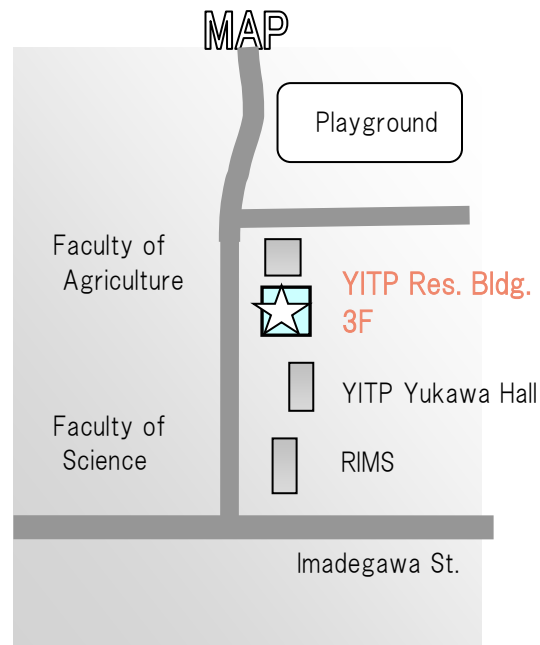 MAP
Playground
Faculty of
Agriculture
YITP Res. Bldg.
3F
YITP Yukawa Hall
Faculty of
Science
RIMS
Imadegawa St.